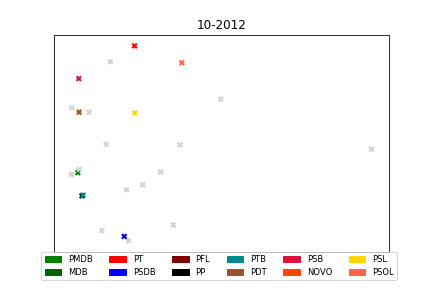 10-2012
PMDB PT PFL PTB PSB PSL
MDB PSDB PP PDT NOVO PSOL